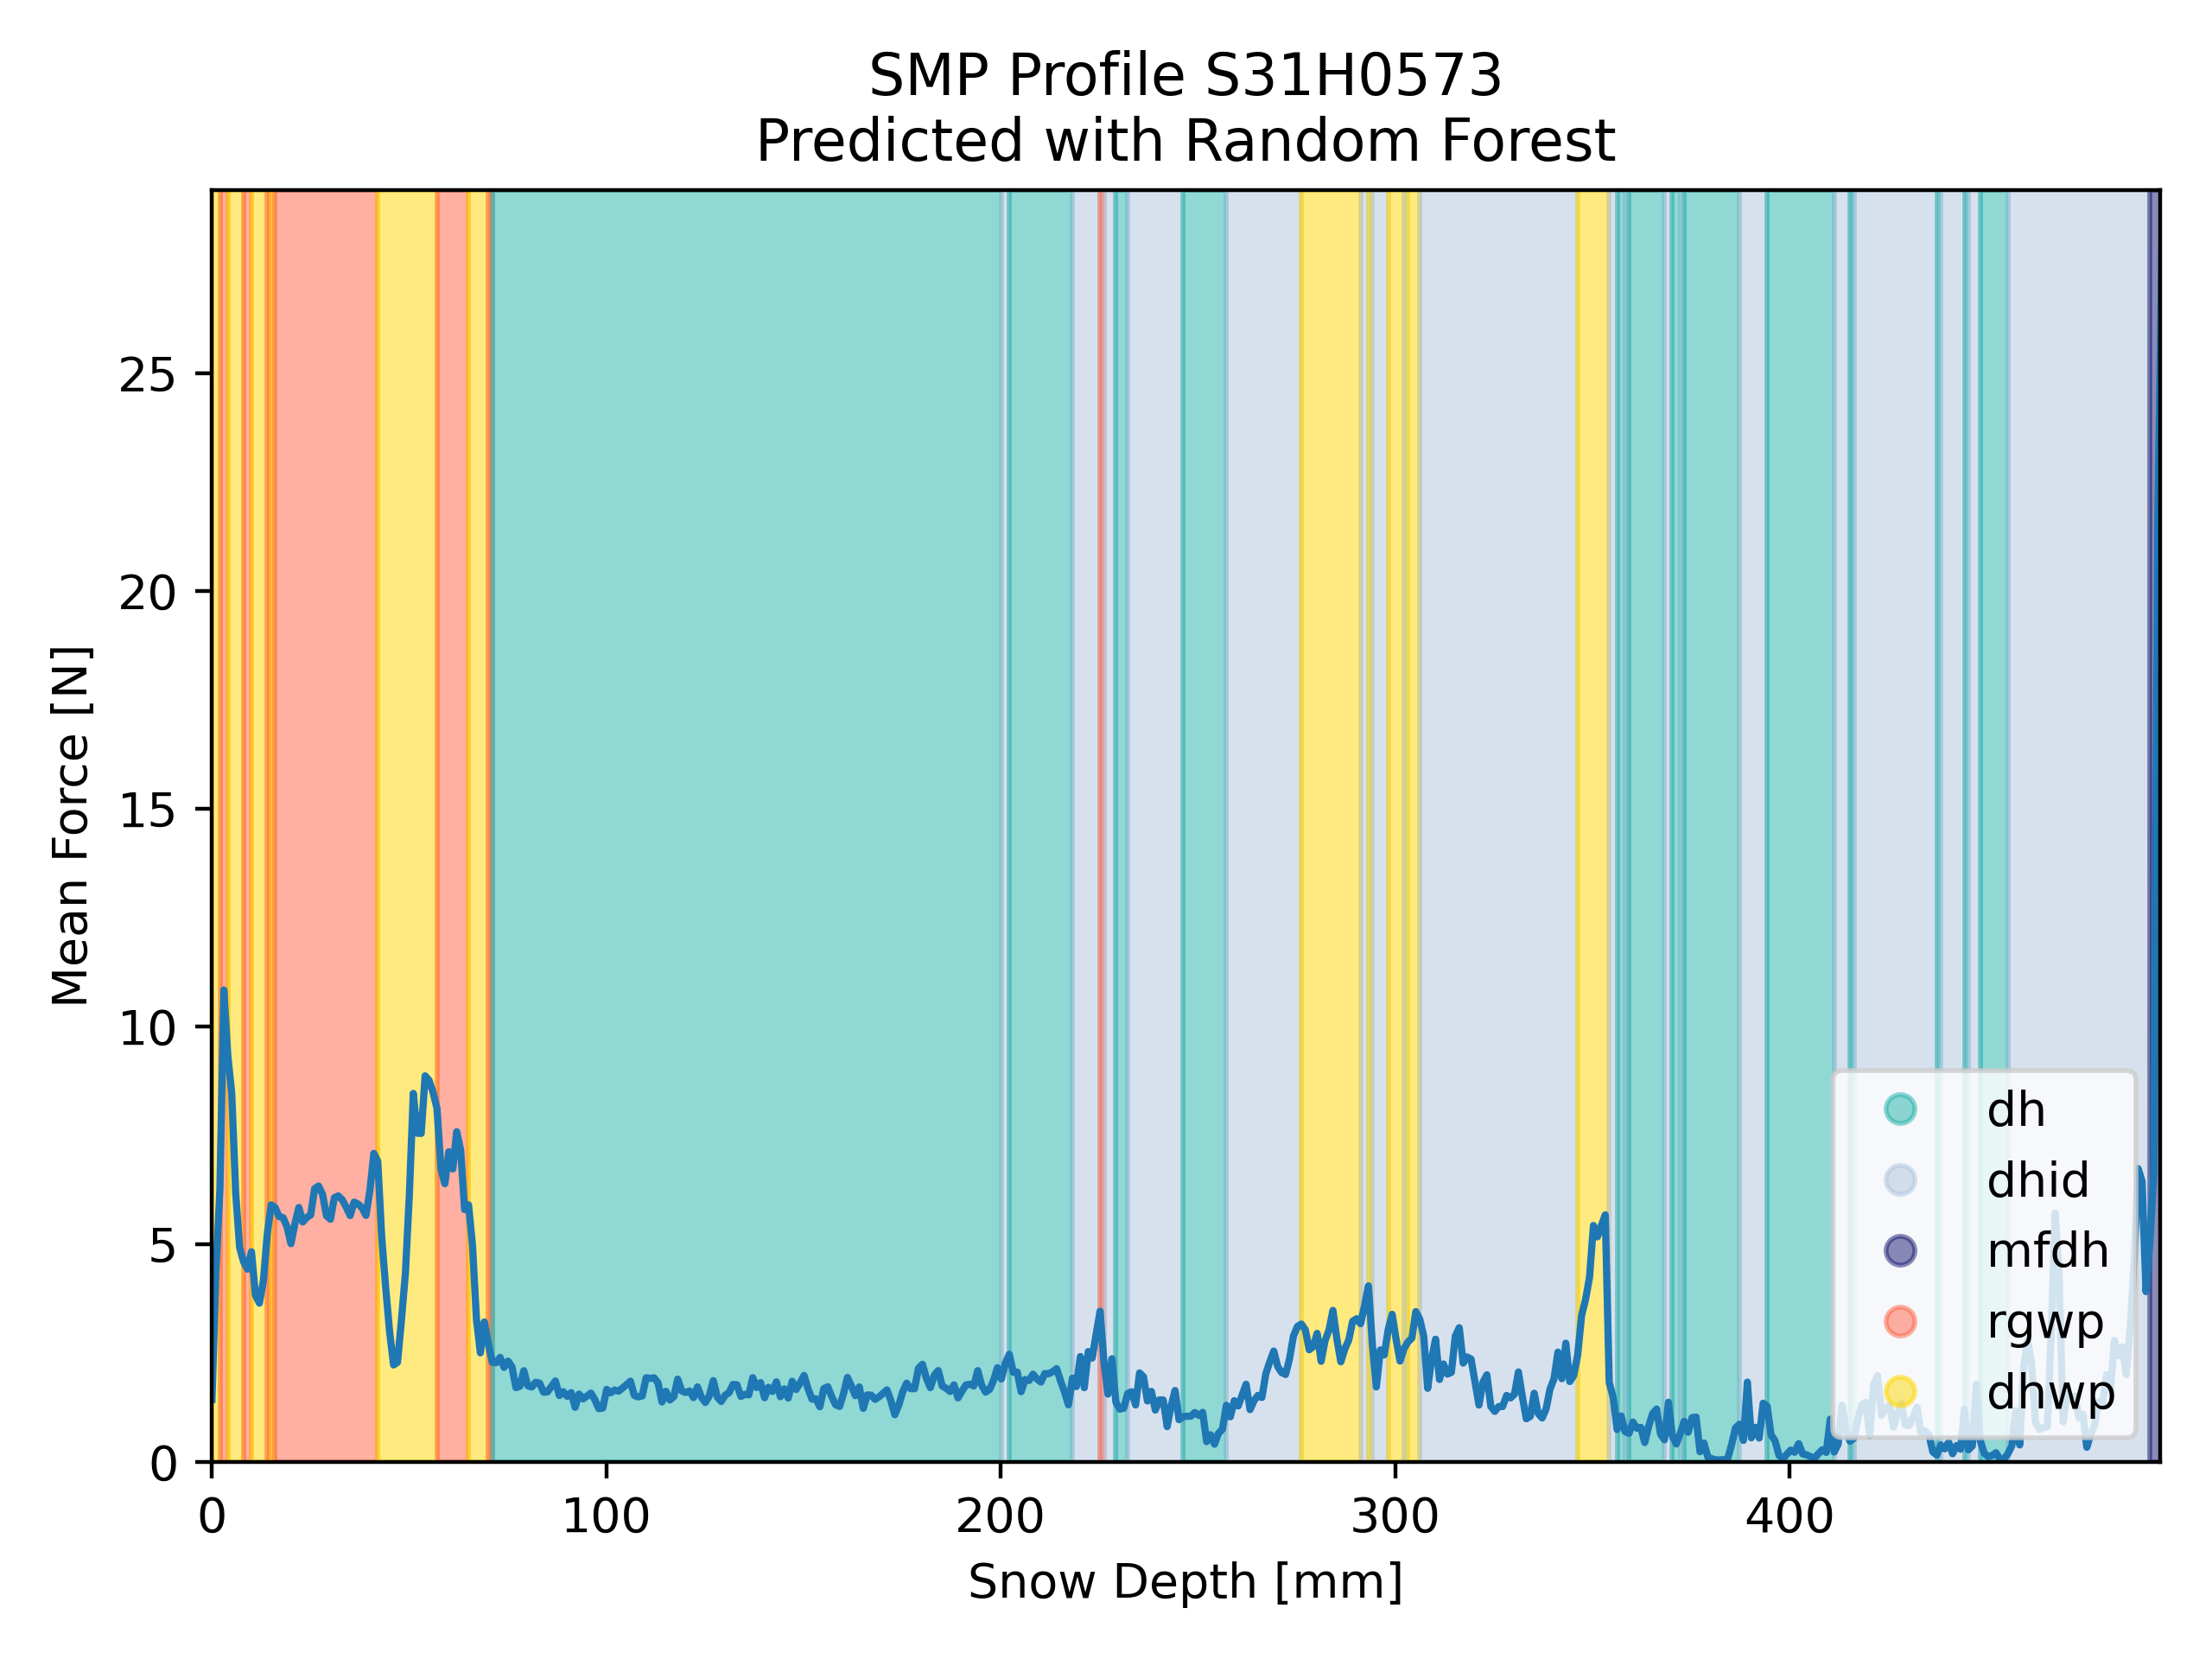 SMP Profile S31H0573
Predicted with Random Forest
Mean Force [N]
25
20
15
10
5
0
0
100
200
300
400
Snow Depth [mm]
dh
dhid
mfdh
rgwp
dhwp